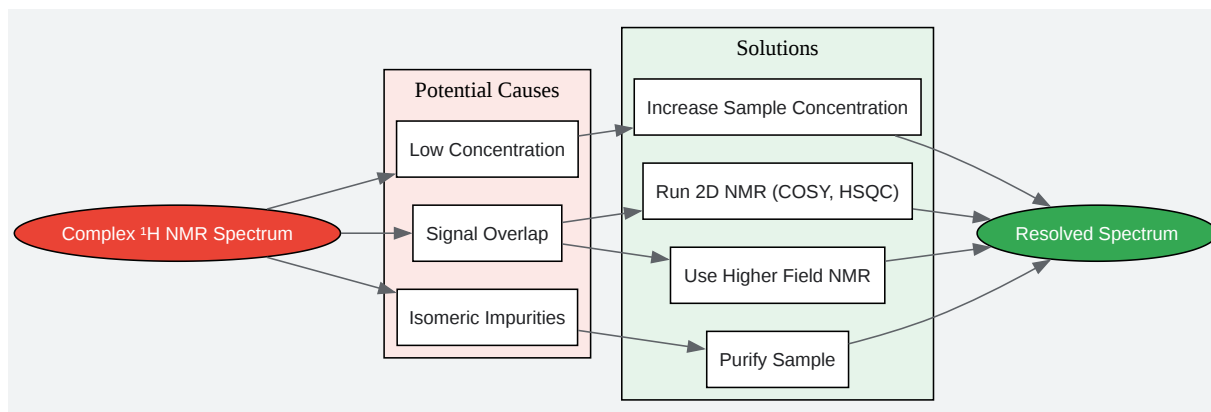 Complex ¹H NMR Spectrum
Potential Causes
Low Concentration
Signal Overlap
Isomeric Impurities
Solutions
Increase Sample Concentration
Run 2D NMR (COSY, HSQC)
Use Higher Field NMR
Purify Sample
Resolved Spectrum